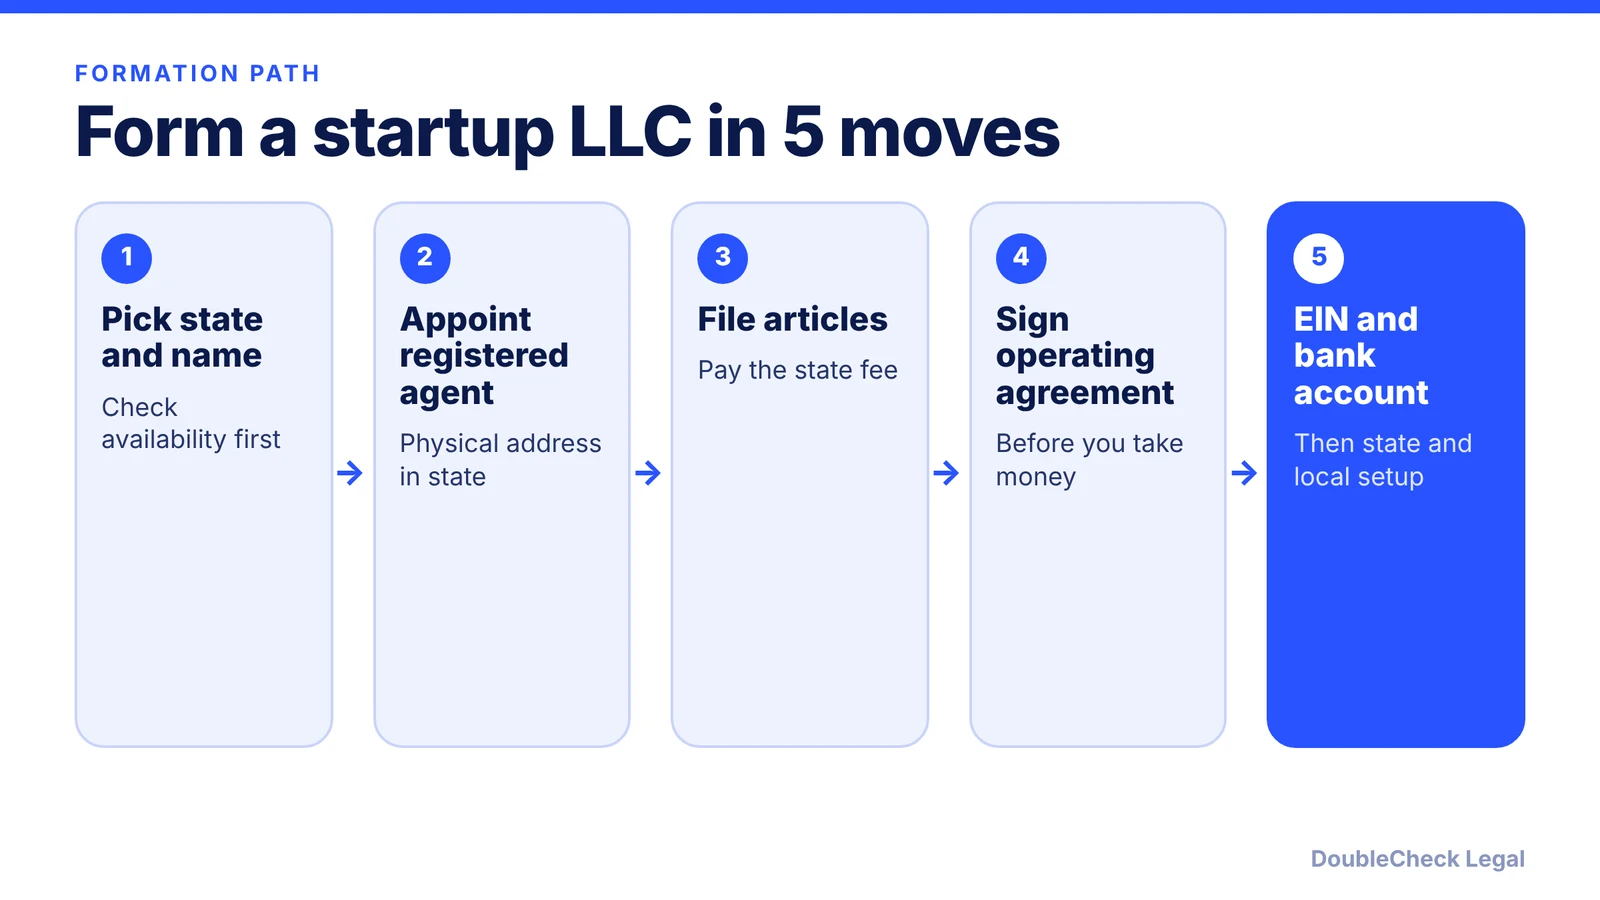 FORMATION PATH
Form a startup LLC in 5 moves
1
Pick state
and name
Check
availability first
→
2
Appoint
registered
agent
Physical address
in state
→
3
File articles
Pay the state fee
→
4
Sign
operating
agreement
Before you take
money
→
5
EIN and
bank
account
Then state and
local setup
DoubleCheck Legal